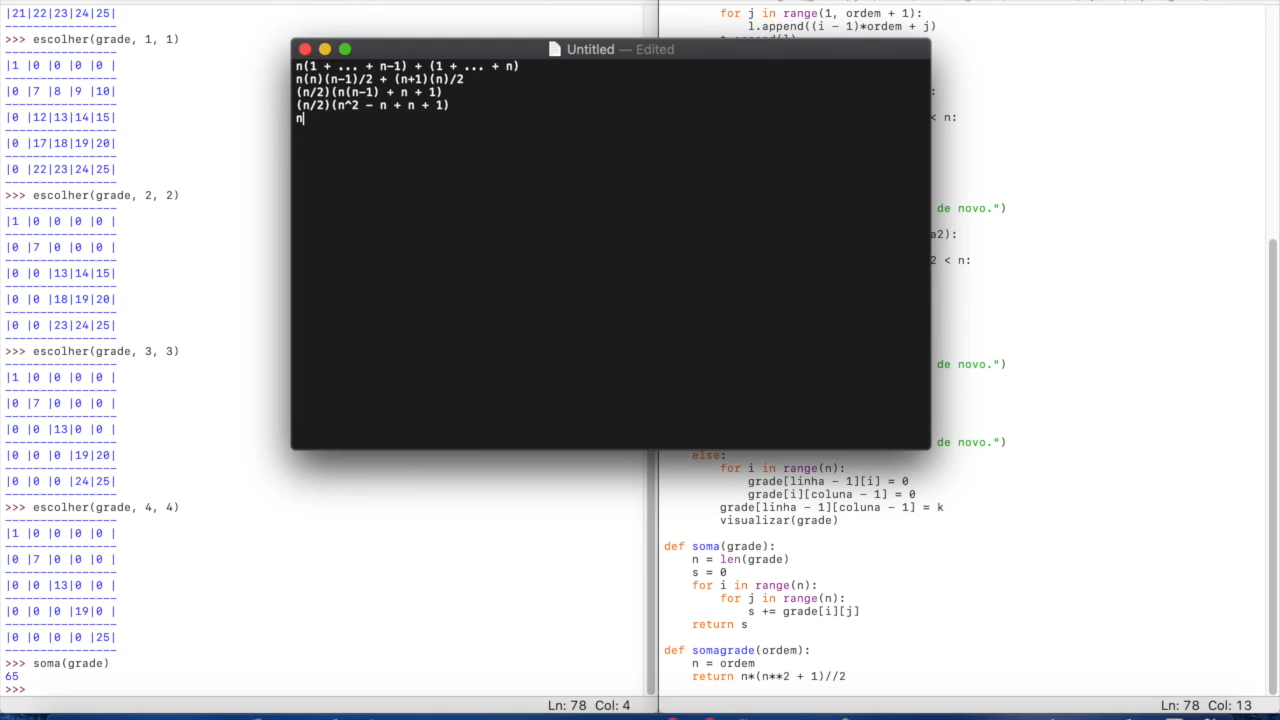 |21|22|23|24|25|
-----------------
>>> escolher(grade, 1, 1)
-----------------
|1 |0 |0 |0 |0 |
-----------------
|0 |7 |8 |9 |10|
-----------------
|0 |12|13|14|15|
-----------------
|0 |17|18|19|20|
-----------------
|0 |22|23|24|25|
-----------------
>>> escolher(grade, 2, 2)
-----------------
|1 |0 |0 |0 |0 |
-----------------
|0 |7 |0 |0 |0 |
-----------------
|0 |0 |13|14|15|
-----------------
|0 |0 |18|19|20|
-----------------
|0 |0 |23|24|25|
-----------------
>>> escolher(grade, 3, 3)
-----------------
|1 |0 |0 |0 |0 |
-----------------
|0 |7 |0 |0 |0 |
-----------------
|0 |0 |13|0 |0 |
-----------------
|0 |0 |0 |19|20|
-----------------
|0 |0 |0 |24|25|
-----------------
>>> escolher(grade, 4, 4)
-----------------
|1 |0 |0 |0 |0 |
-----------------
|0 |7 |0 |0 |0 |
-----------------
|0 |0 |13|0 |0 |
-----------------
|0 |0 |0 |19|0 |
-----------------
|0 |0 |0 |0 |25|
-----------------
>>> soma(grade)
65
>>>
Ln: 78 Col: 4
Untitled — Edited
n(1 + ... + n-1) + (1 + ... + n)
n(n)(n-1)/2 + (n+1)(n)/2
(n/2)(n(n-1) + n + 1)
(n/2)(n^2 - n + n + 1)
n
for j in range(1, ordem + 1):
l.append((i - 1)*ordem + j)
:
< n:
de novo.")
a2):
2 < n:
de novo.")
de novo.")
else:
for i in range(n):
grade[linha - 1][i] = 0
grade[i][coluna - 1] = 0
grade[linha - 1][coluna - 1] = k
visualizar(grade)
def soma(grade):
n = len(grade)
s = 0
for i in range(n):
for j in range(n):
s += grade[i][j]
return s
def somagrade(ordem):
n = ordem
return n*(n**2 + 1)//2
Ln: 78 Col: 13